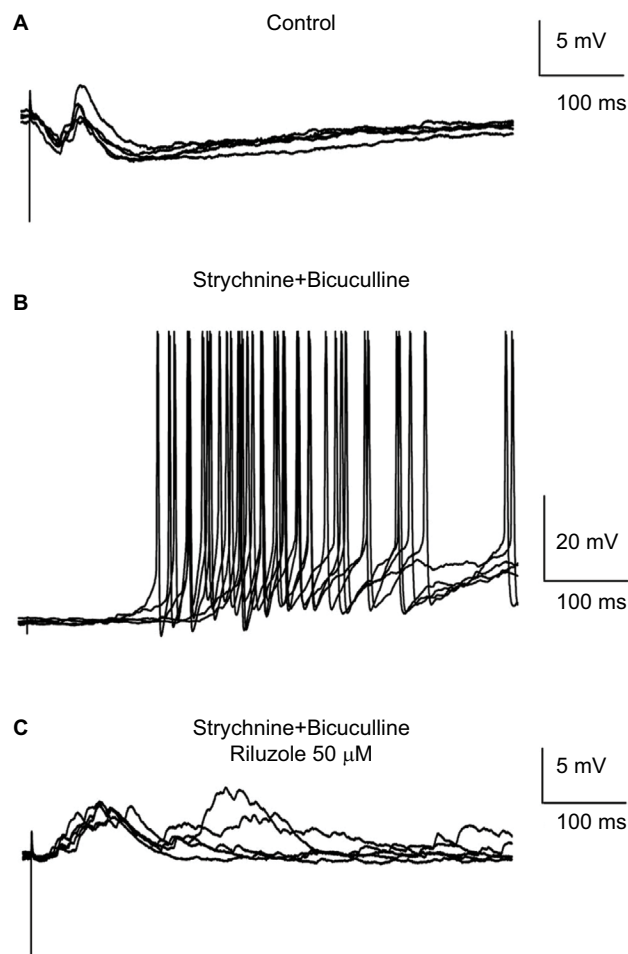 A
Control
5 mV
100 ms
Strychnine+Bicuculline
B
20 mV
100 ms
C
Strychnine+Bicuculline
Riluzole 50 μM
5 mV
100 ms